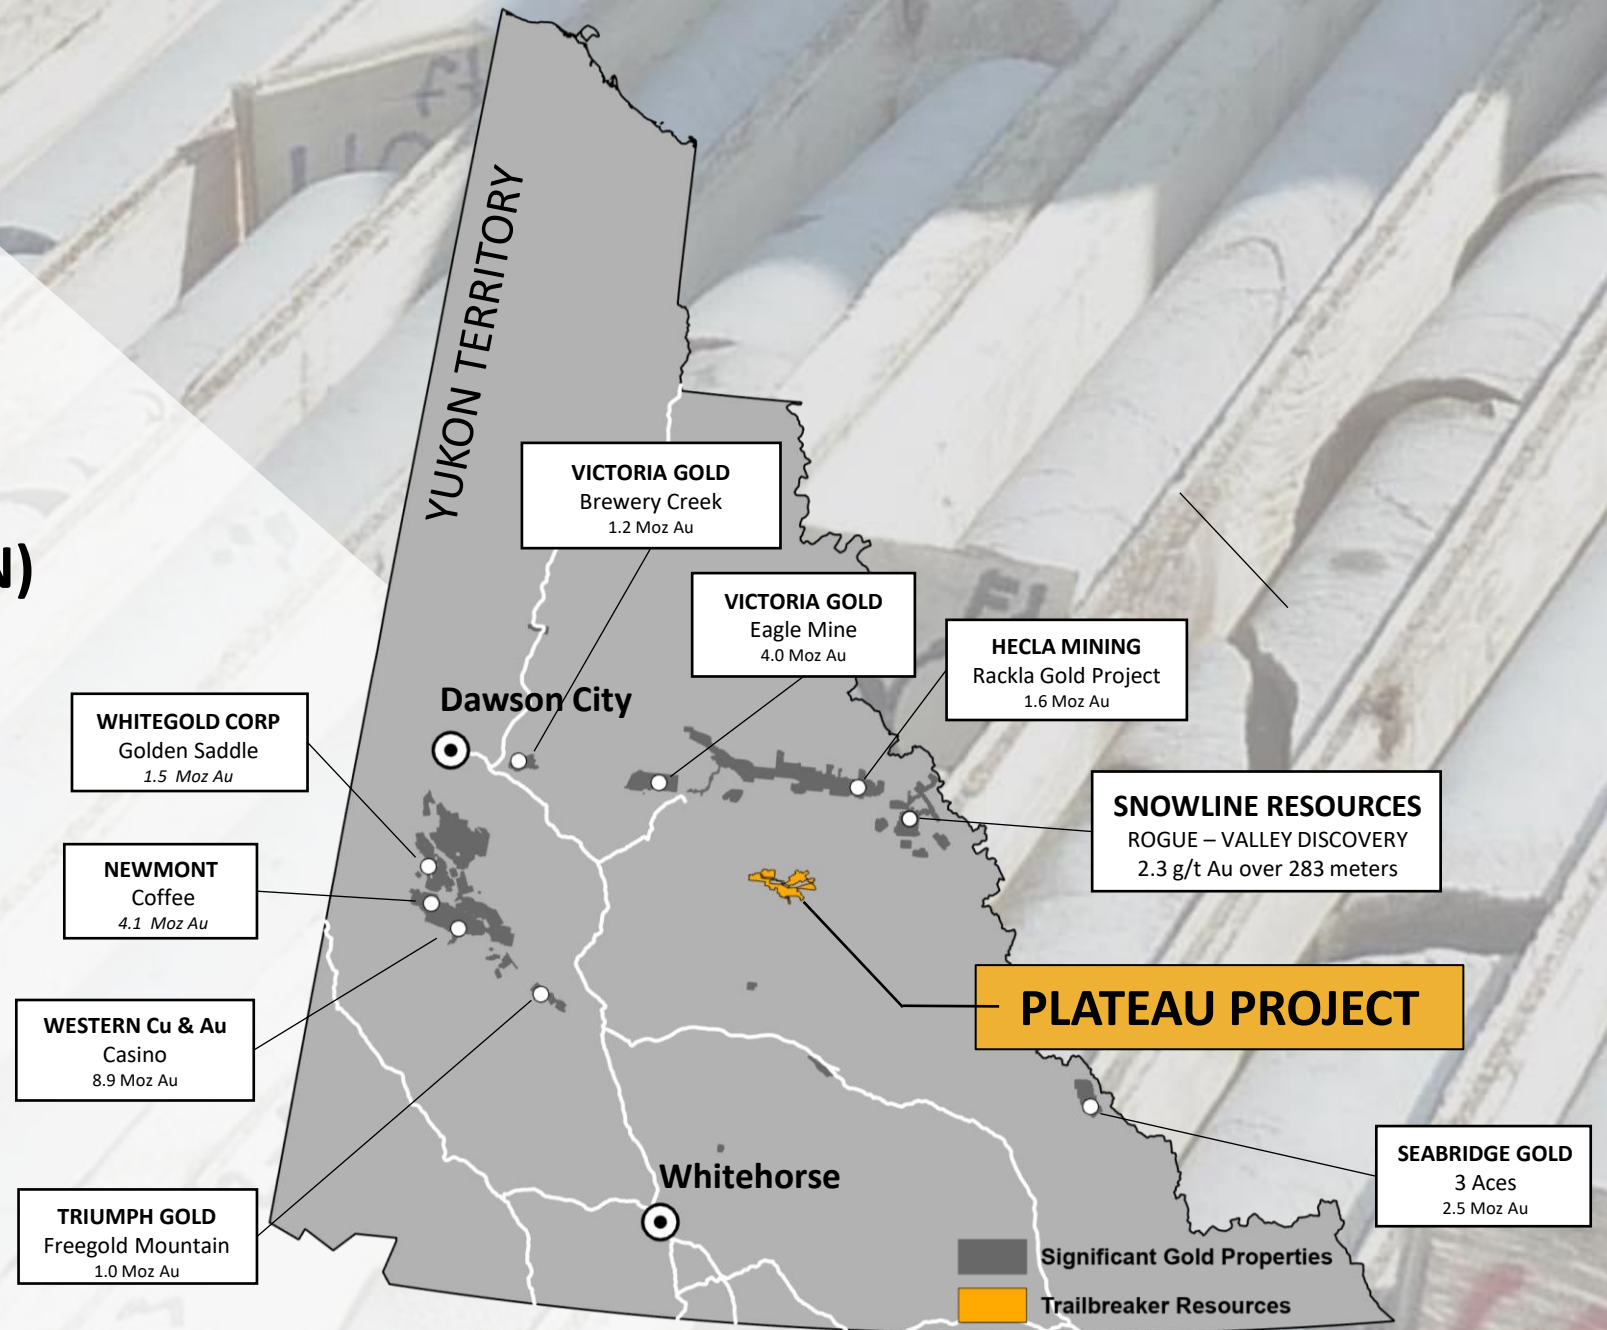 YUKON TERRITORY
N)
VICTORIA GOLD
Brewery Creek
1.2 Moz Au
VICTORIA GOLD
Eagle Mine
4.0 Moz Au
HECLA MINING
Rackla Gold Project
1.6 Moz Au
Dawson City
WHITEGOLD CORP
Golden Saddle
1.5 Moz Au
SNOWLINE RESOURCES
ROGUE – VALLEY DISCOVERY
2.3 g/t Au over 283 meters
NEWMONT
Coffee
4.1 Moz Au
PLATEAU PROJECT
WESTERN Cu & Au
Casino
8.9 Moz Au
SEABRIDGE GOLD
3 Aces
2.5 Moz Au
Whitehorse
TRIUMPH GOLD
Freegold Mountain
1.0 Moz Au
Significant Gold Properties
Trailbreaker Resources